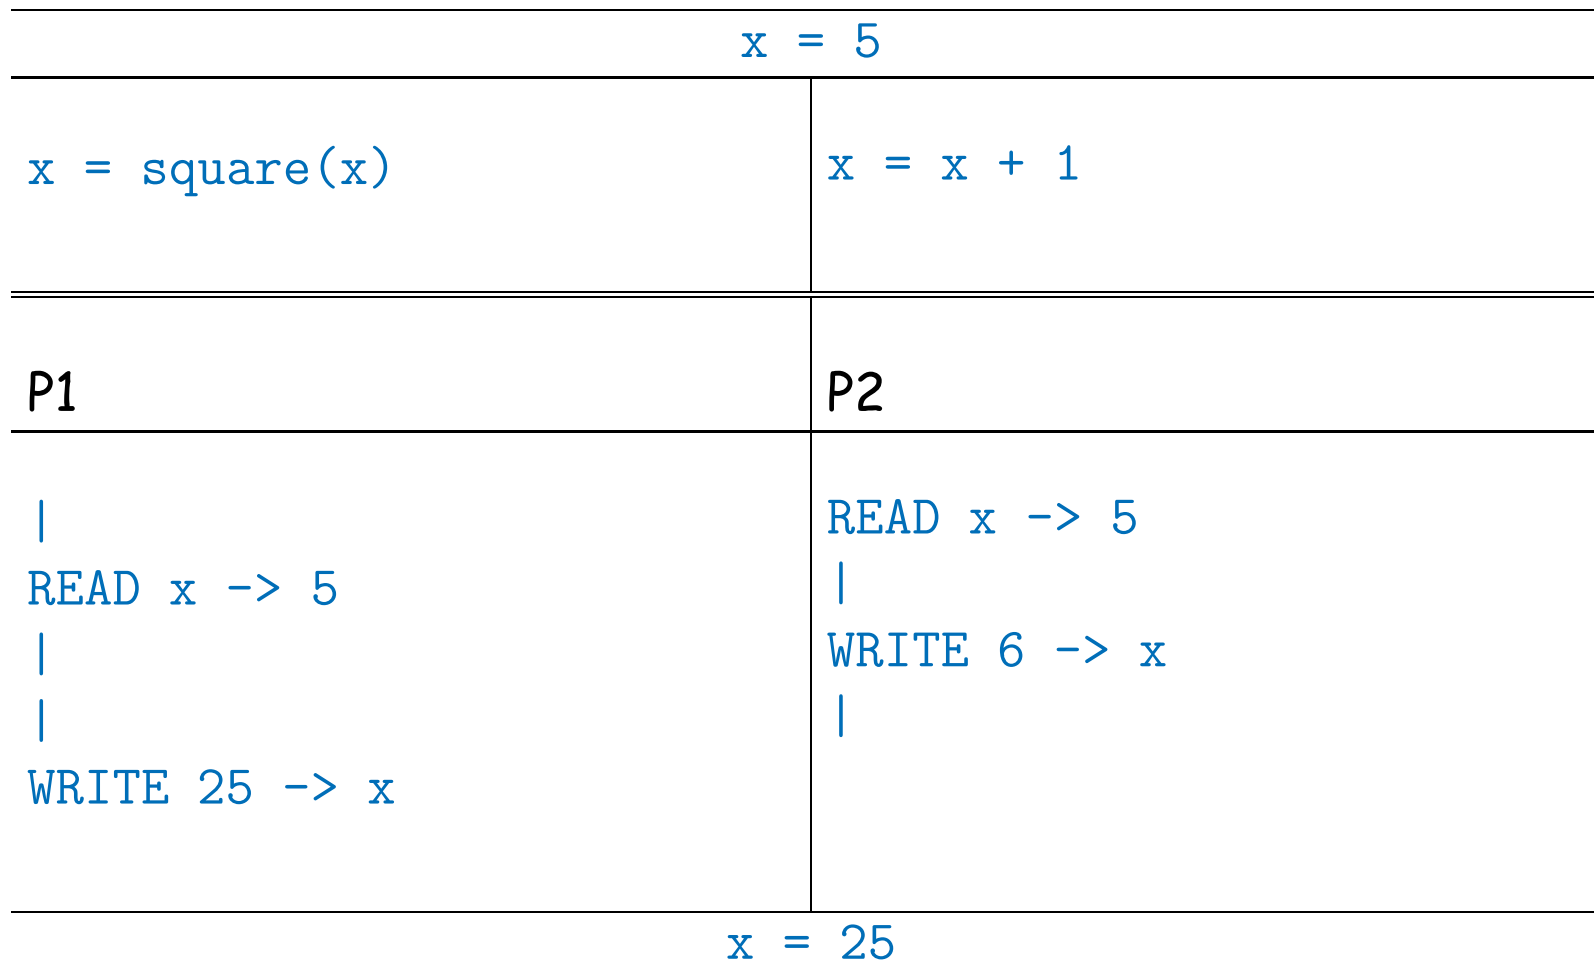 x = 5
x = square(x)
x = x + 1
P1
P2
|
READ x -> 5
|
|
WRITE 25 -> x
READ x -> 5
|
WRITE 6 -> x
|
x = 25